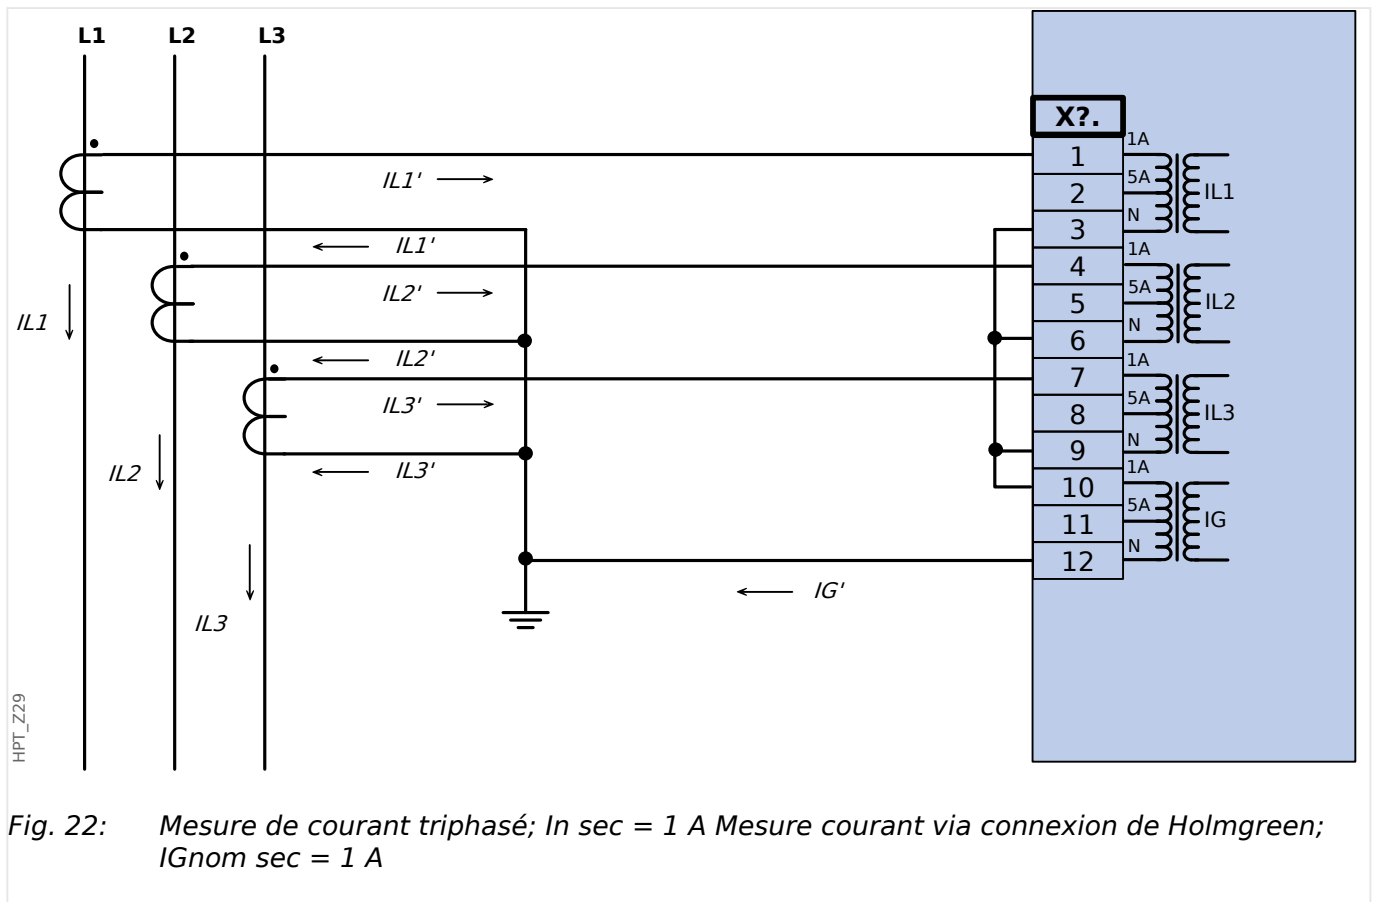 L1 L2 L3
X?.
1A
1
IL1'
5A
2
IL1
N
3
IL1'
1A
4
IL2'
5A
5
IL2
IL1
N
6
IL2'
1A
7
IL3'
5A
8
IL3
N
9
IL3'
IL2
1A
10
5A
11
IG
N
12
IG'
IL3
HPT_Z29
Fig. 22: Mesure de courant triphasé; In sec = 1 A Mesure courant via connexion de Holmgreen;
IGnom sec = 1 A